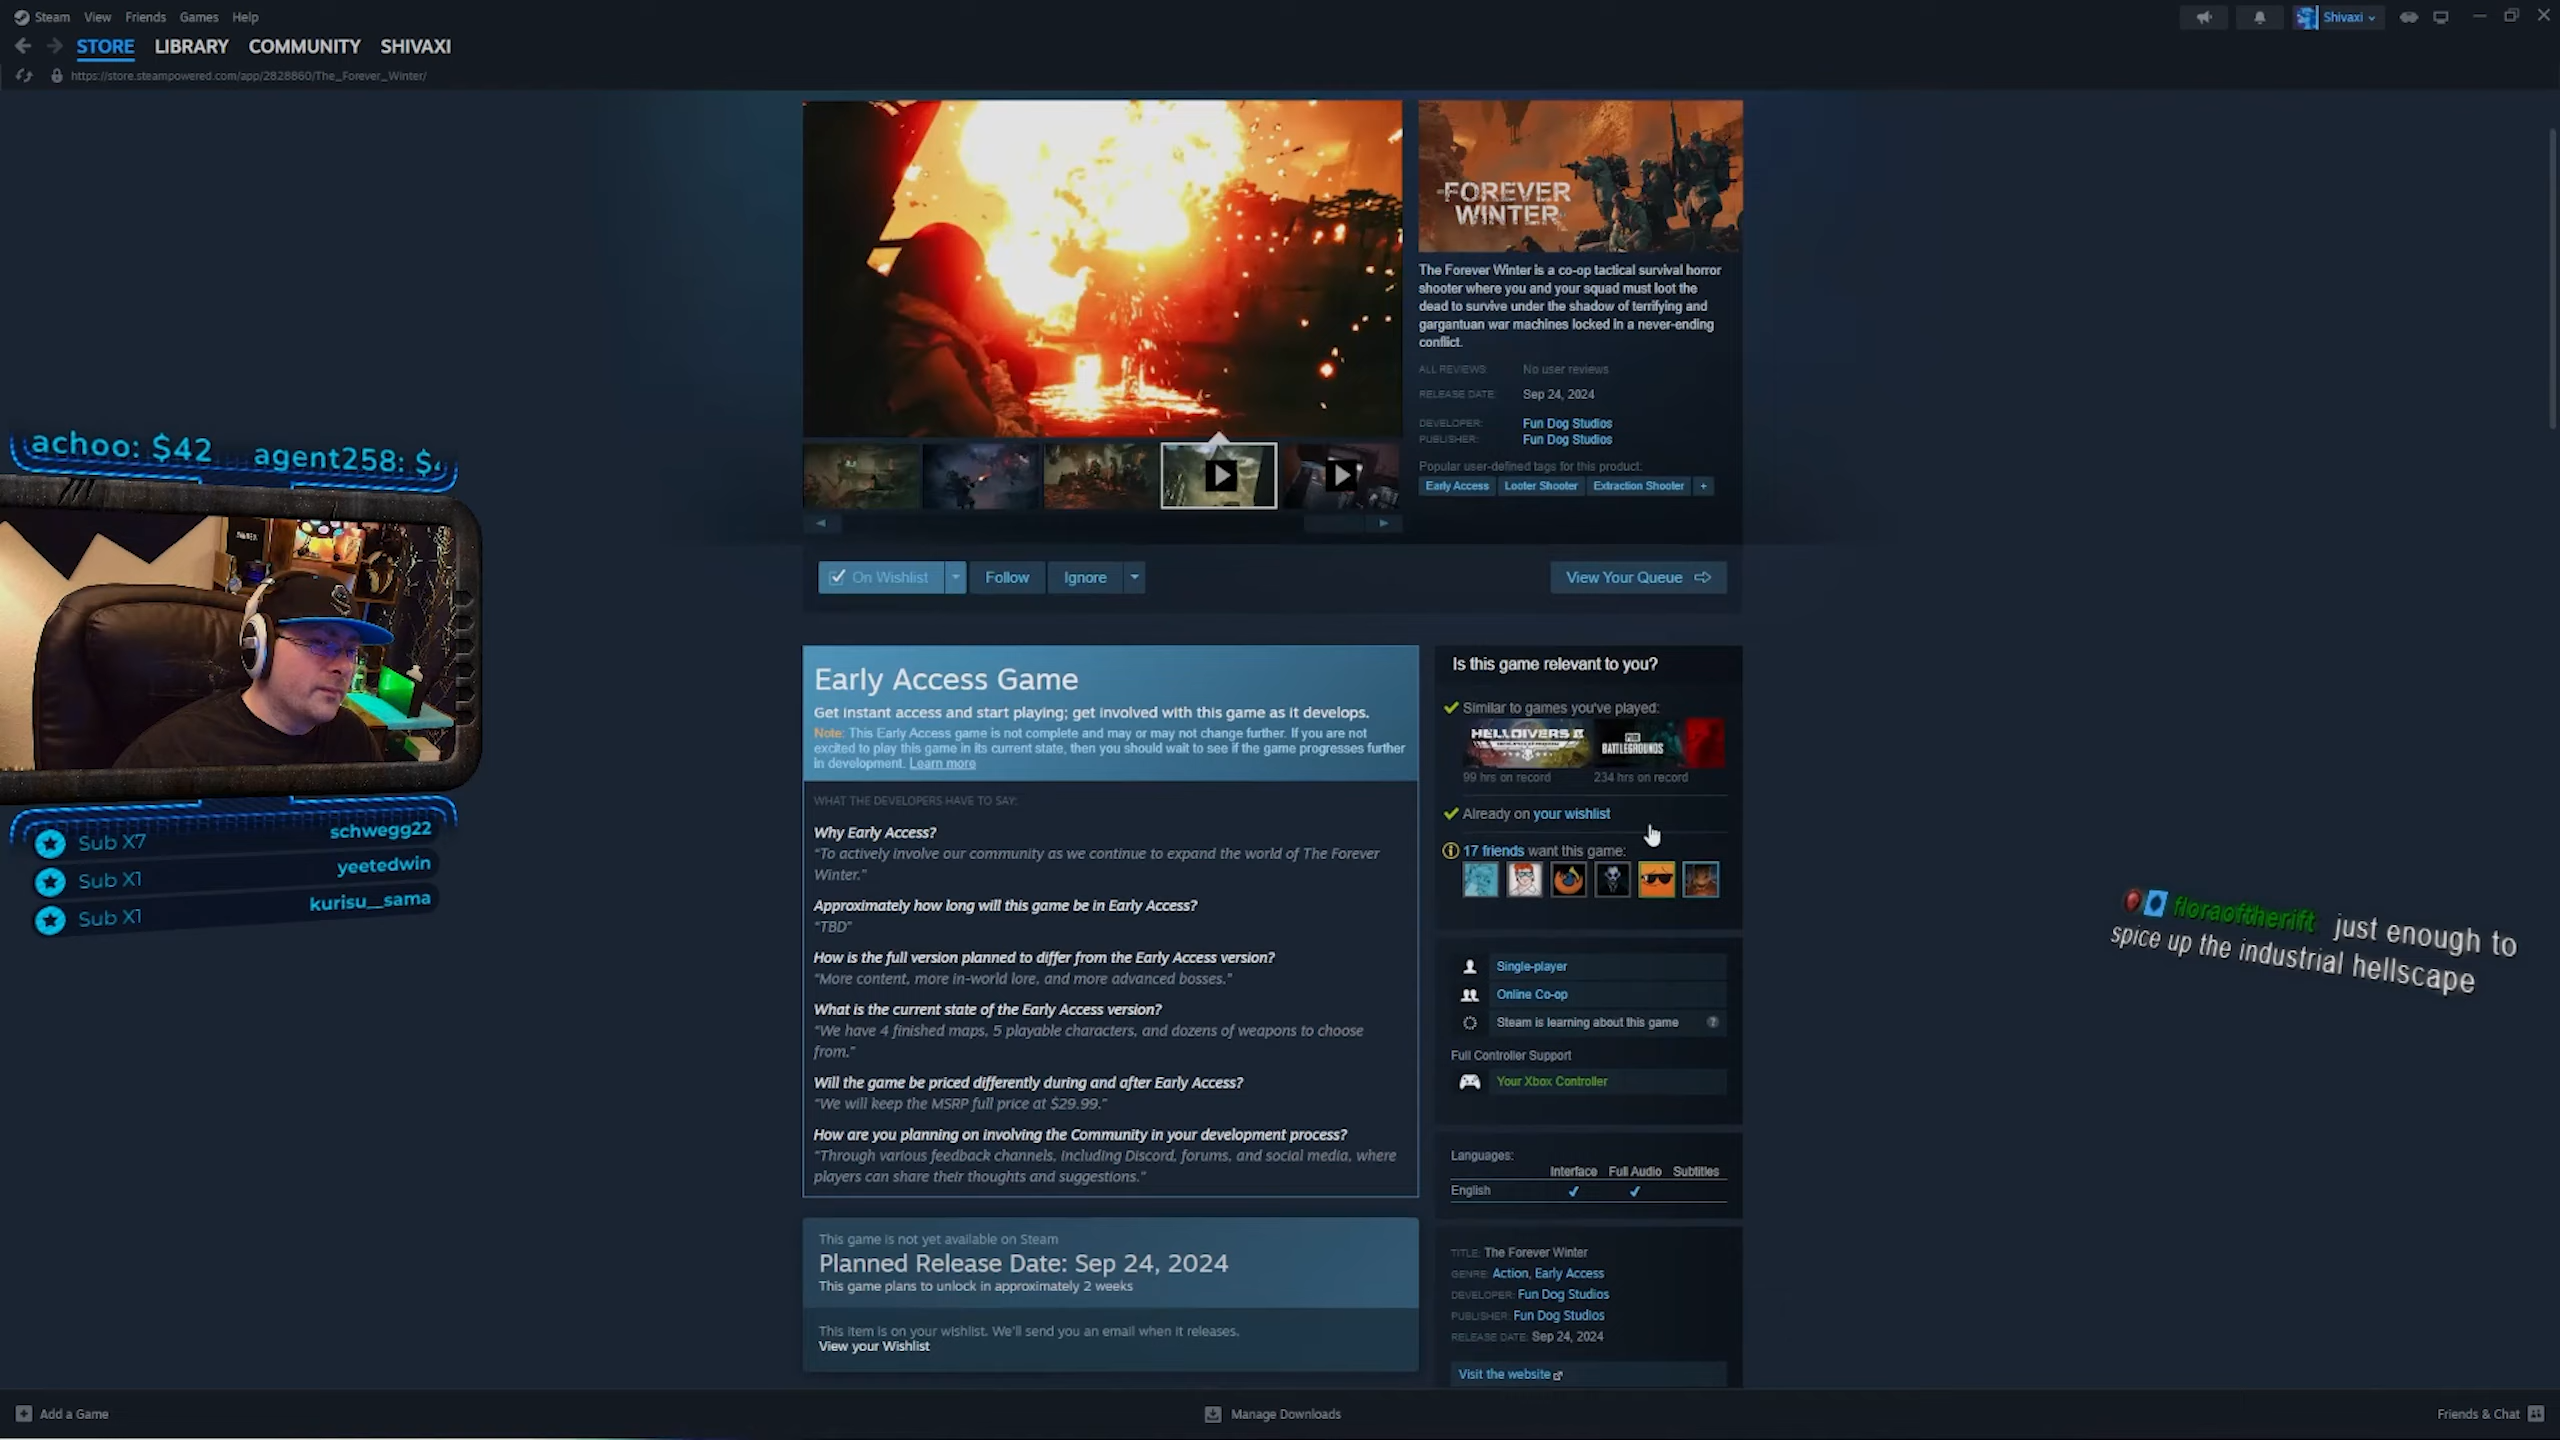 Steam View Friends Games Help
Shivaxi
STORE LIBRARY COMMUNITY SHIVAXI
https://store.steampowered.com/app/2828860/The_Forever_Winter/
FOREVER
WINTER
The Forever Winter is a co-op tactical survival horror
shooter where you and your squad must loot the
dead to survive under the shadow of terrifying and
gargantuan war machines locked in a never-ending
conflict.
ALL REVIEWS: No user reviews
RELEASE DATE: Sep 24, 2024
DEVELOPER: Fun Dog Studios
PUBLISHER: Fun Dog Studios
Popular user-defined tags for this product:
Early Access Looter Shooter Extraction Shooter +
achoo: $42 agent258: $
On Wishlist Follow Ignore View Your Queue
Early Access Game
Get instant access and start playing; get involved with this game as it develops.
Note: This Early Access game is not complete and may or may not change further. If you are not
excited to play this game in its current state, then you should wait to see if the game progresses further
in development. Learn more
WHAT THE DEVELOPERS HAVE TO SAY:
Why Early Access?
“To actively involve our community as we continue to expand the world of The Forever
Winter.”
Approximately how long will this game be in Early Access?
“TBD”
How is the full version planned to differ from the Early Access version?
“More content, more in-world lore, and more advanced bosses.”
What is the current state of the Early Access version?
“We have 4 finished maps, 5 playable characters, and dozens of weapons to choose
from.”
Will the game be priced differently during and after Early Access?
“We will keep the MSRP full price at $29.99.”
How are you planning on involving the Community in your development process?
“Through various feedback channels, including Discord, forums, and social media, where
players can share their thoughts and suggestions.”
This game is not yet available on Steam
Planned Release Date: Sep 24, 2024
This game plans to unlock in approximately 2 weeks
This item is on your wishlist. We'll send you an email when it releases.
View your Wishlist
Is this game relevant to you?
Similar to games you've played:
HELLDIVERS II
PUBG
BATTLEGROUNDS
99 hrs on record 234 hrs on record
Already on your wishlist
17 friends want this game:
Single-player
Online Co-op
Steam is learning about this game ?
Full Controller Support
Your Xbox Controller
Languages:
Interface Full Audio Subtitles
English ✔ ✔
TITLE: The Forever Winter
GENRE: Action, Early Access
DEVELOPER: Fun Dog Studios
PUBLISHER: Fun Dog Studios
RELEASE DATE: Sep 24, 2024
Visit the website
Sub X7 schwegg22
Sub X1 yeetedwin
Sub X1 kurisu__sama
floraoftherift just enough to
spice up the industrial hellscape
Add a Game
Manage Downloads
Friends & Chat